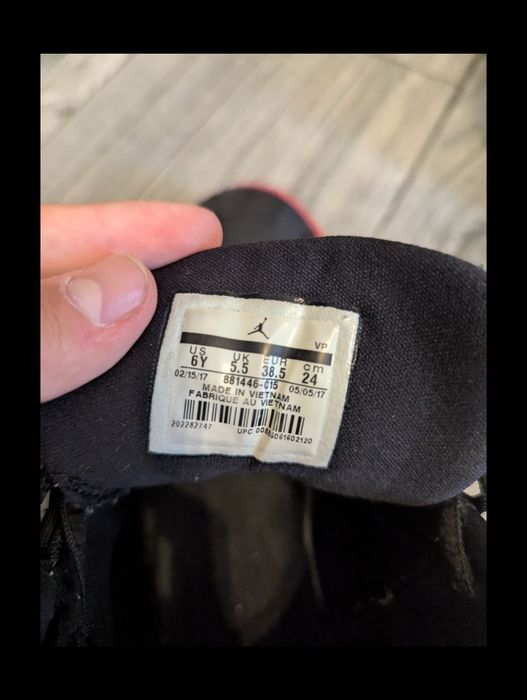 VP
US UK EUR cm
6Y 5.5 38.5 24
02/15/17 881446-C15 05/05/17
MADE IN VIETNAM
FABRIQUE AU VIETNAM
202282747 UPC